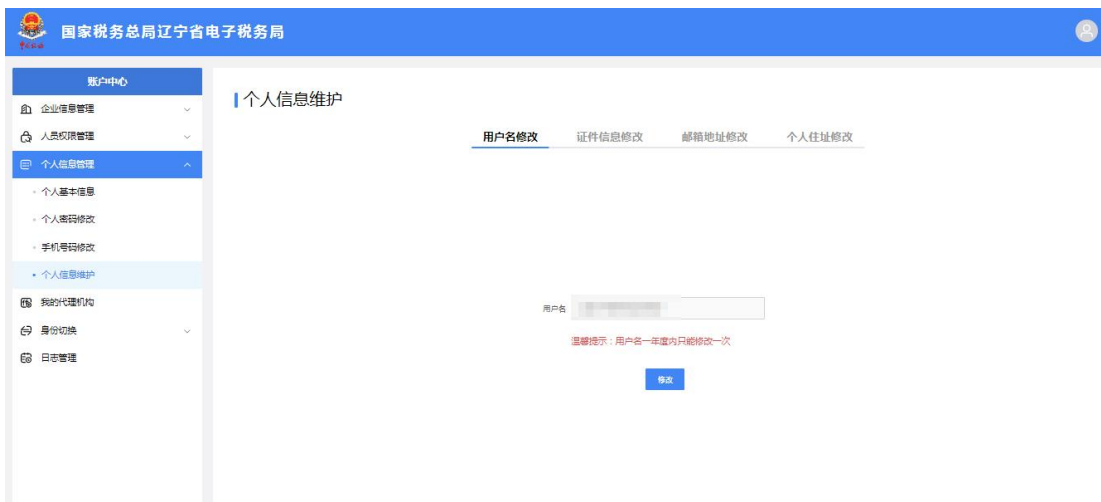 国家税务总局辽宁省电子税务局
账户中心
企业信息管理
人员权限管理
个人信息管理
个人基本信息
个人密码修改
手机号码修改
个人信息维护
我的代理机构
身份切换
日志管理
个人信息维护
用户名修改 证件信息修改 邮箱地址修改 个人住址修改
用户名
温馨提示：用户名一年度内只能修改一次
修改